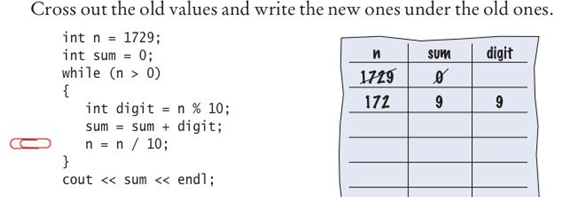 Cross out the old values and write the new ones under the old ones.
int n = 1729;
int sum = 0;
while (n > 0)
{
int digit = n % 10;
sum = sum + digit;
n = n / 10;
}
cout << sum << endl;
n sum digit
1729 0
172 9 9